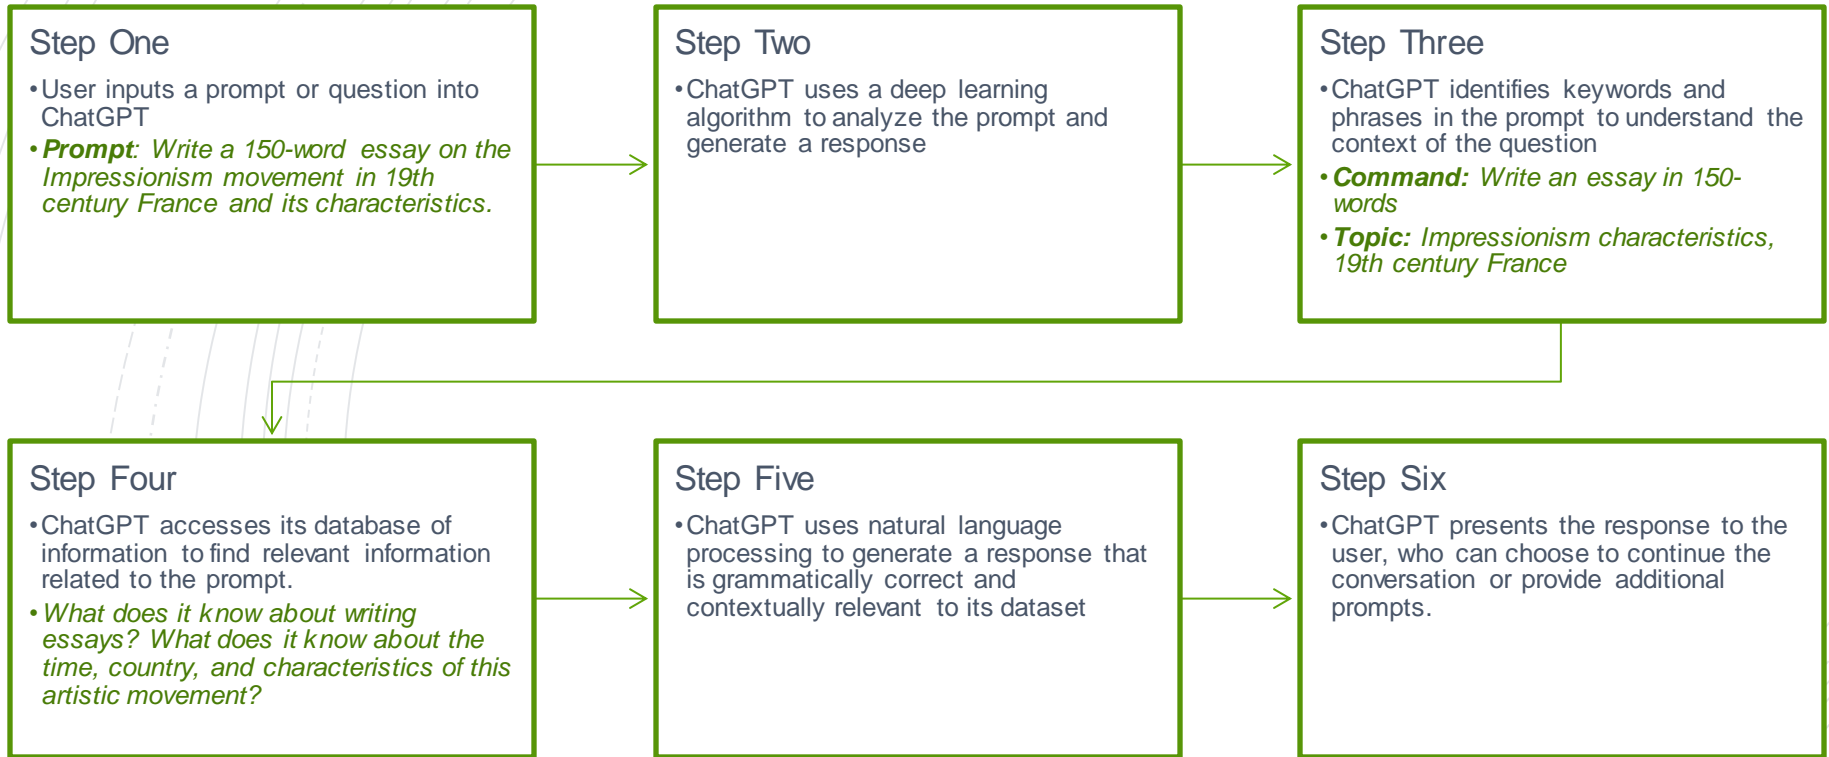 Step One
•User inputs a prompt or question into
ChatGPT
•Prompt: Write a 150-word essay on the
Impressionism movement in 19th
century France and its characteristics.
Step Two
•ChatGPT uses a deep learning
algorithm to analyze the prompt and
generate a response
Step Three
•ChatGPT identifies keywords and
phrases in the prompt to understand the
context of the question
•Command: Write an essay in 150-
words
•Topic: Impressionism characteristics,
19th century France
Step Four
•ChatGPT accesses its database of
information to find relevant information
related to the prompt.
•What does it know about writing
essays? What does it know about the
time, country, and characteristics of this
artistic movement?
Step Five
•ChatGPT uses natural language
processing to generate a response that
is grammatically correct and
contextually relevant to its dataset
Step Six
•ChatGPT presents the response to the
user, who can choose to continue the
conversation or provide additional
prompts.